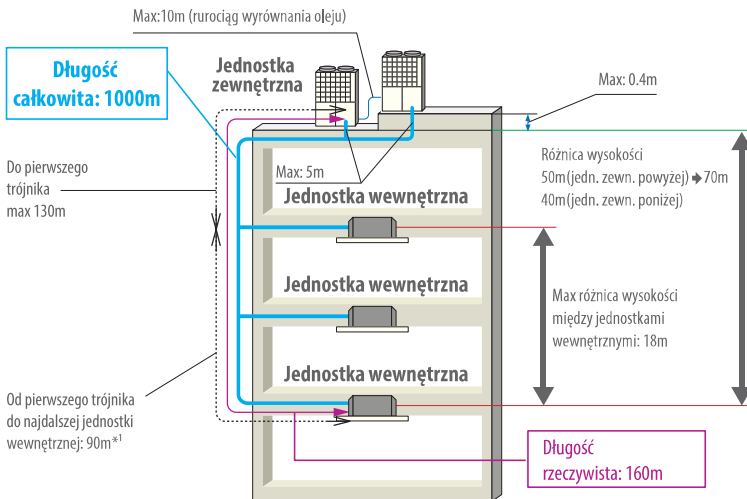 Max:10m (rurociąg wyrównania oleju)
Długość
całkowita: 1000m
Jednostka
zewnętrzna
Max: 0.4m
Do pierwszego
trójnika
max 130m
Max: 5m
Różnica wysokości
50m(jedn. zewn. powyżej) ➔70m
40m(jedn. zewn. poniżej)
Jednostka wewnętrzna
Jednostka wewnętrzna
Max różnica wysokości
między jednostkami
wewnętrznymi: 18m
Jednostka wewnętrzna
Od pierwszego trójnika
do najdalszej jednostki
wewnętrznej: 90m*¹
Długość
rzeczywista: 160m